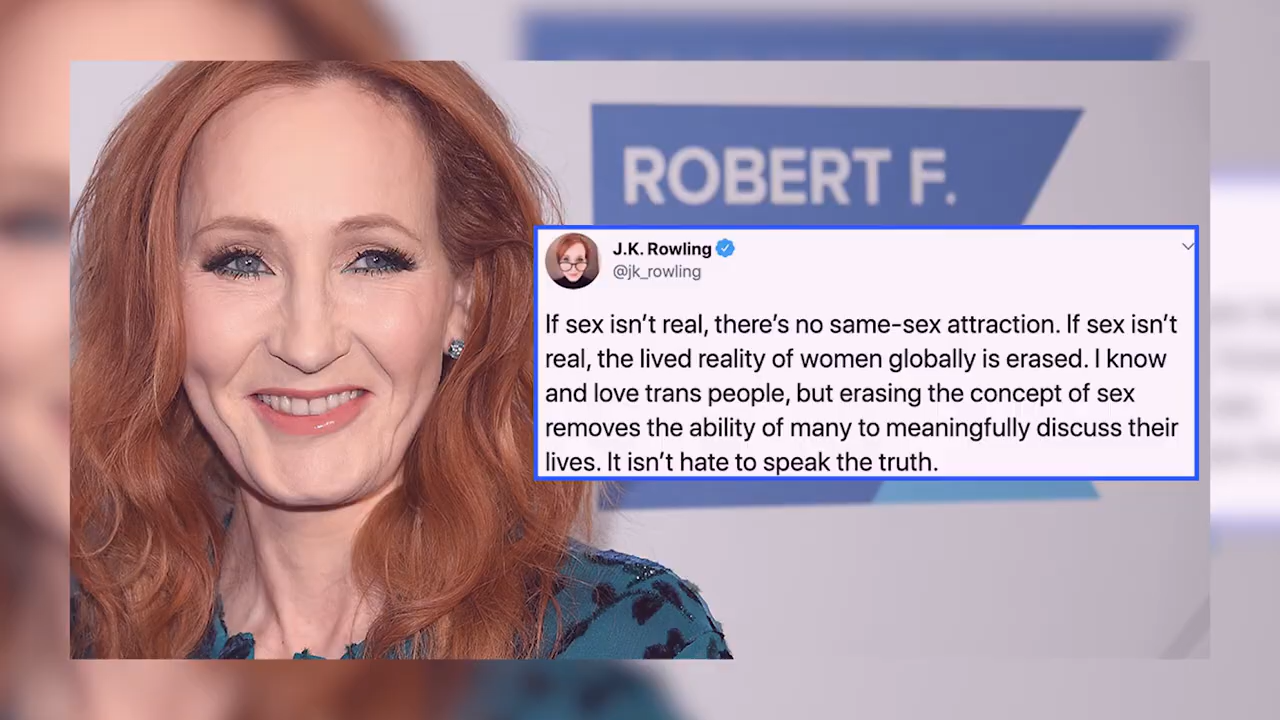 ROBERT F.
J.K. Rowling
@jk_rowling
If sex isn’t real, there’s no same-sex attraction. If sex isn’t
real, the lived reality of women globally is erased. I know
and love trans people, but erasing the concept of sex
removes the ability of many to meaningfully discuss their
lives. It isn’t hate to speak the truth.